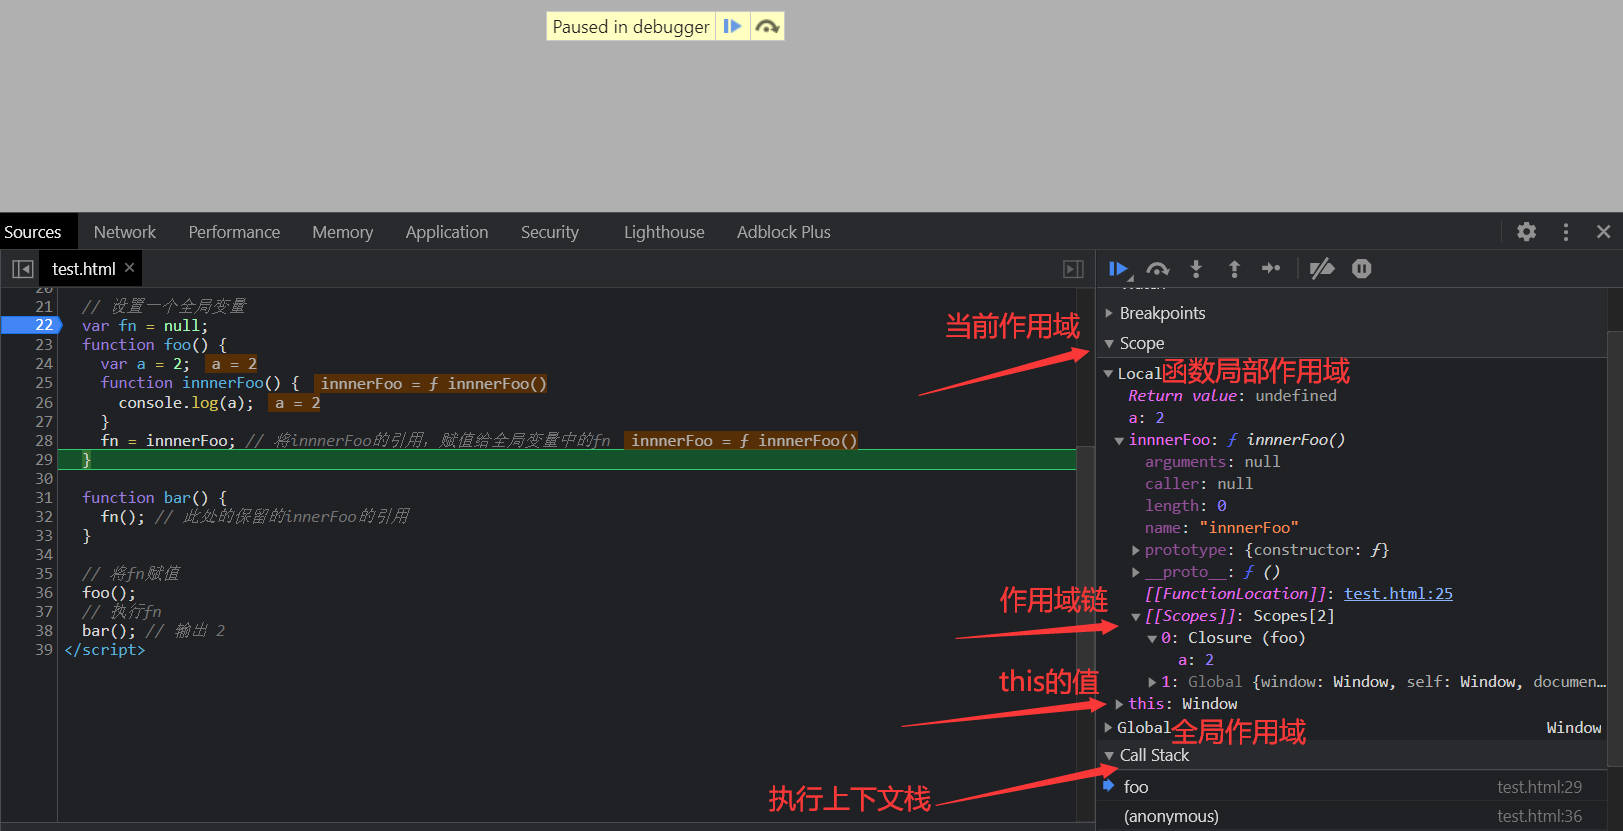 Paused in debugger
Sources Network Performance Memory Application Security Lighthouse Adblock Plus
test.html
21 // 设置一个全局变量
22 var fn = null;
23 function foo() {
24 var a = 2; a = 2
25 function innnerFoo() { innnerFoo = ƒ innnerFoo()
26 console.log(a); a = 2
27 }
28 fn = innnerFoo; // 将innnerFoo的引用，赋值给全局变量中的fn innnerFoo = ƒ innnerFoo()
29 }
30
31 function bar() {
32 fn(); // 此处的保留的innerFoo的引用
33 }
34
35 // 将fn赋值
36 foo();
37 // 执行fn
38 bar(); // 输出 2
39 </script>
当前作用域
作用域链
this的值
执行上下文栈
Breakpoints
Scope
Local 函数局部作用域
Return value: undefined
a: 2
innnerFoo: ƒ innnerFoo()
arguments: null
caller: null
length: 0
name: "innnerFoo"
prototype: {constructor: ƒ}
__proto__: ƒ ()
[[FunctionLocation]]: test.html:25
[[Scopes]]: Scopes[2]
0: Closure (foo)
a: 2
1: Global {window: Window, self: Window, documen…
this: Window
Global 全局作用域 Window
Call Stack
foo test.html:29
(anonymous) test.html:36